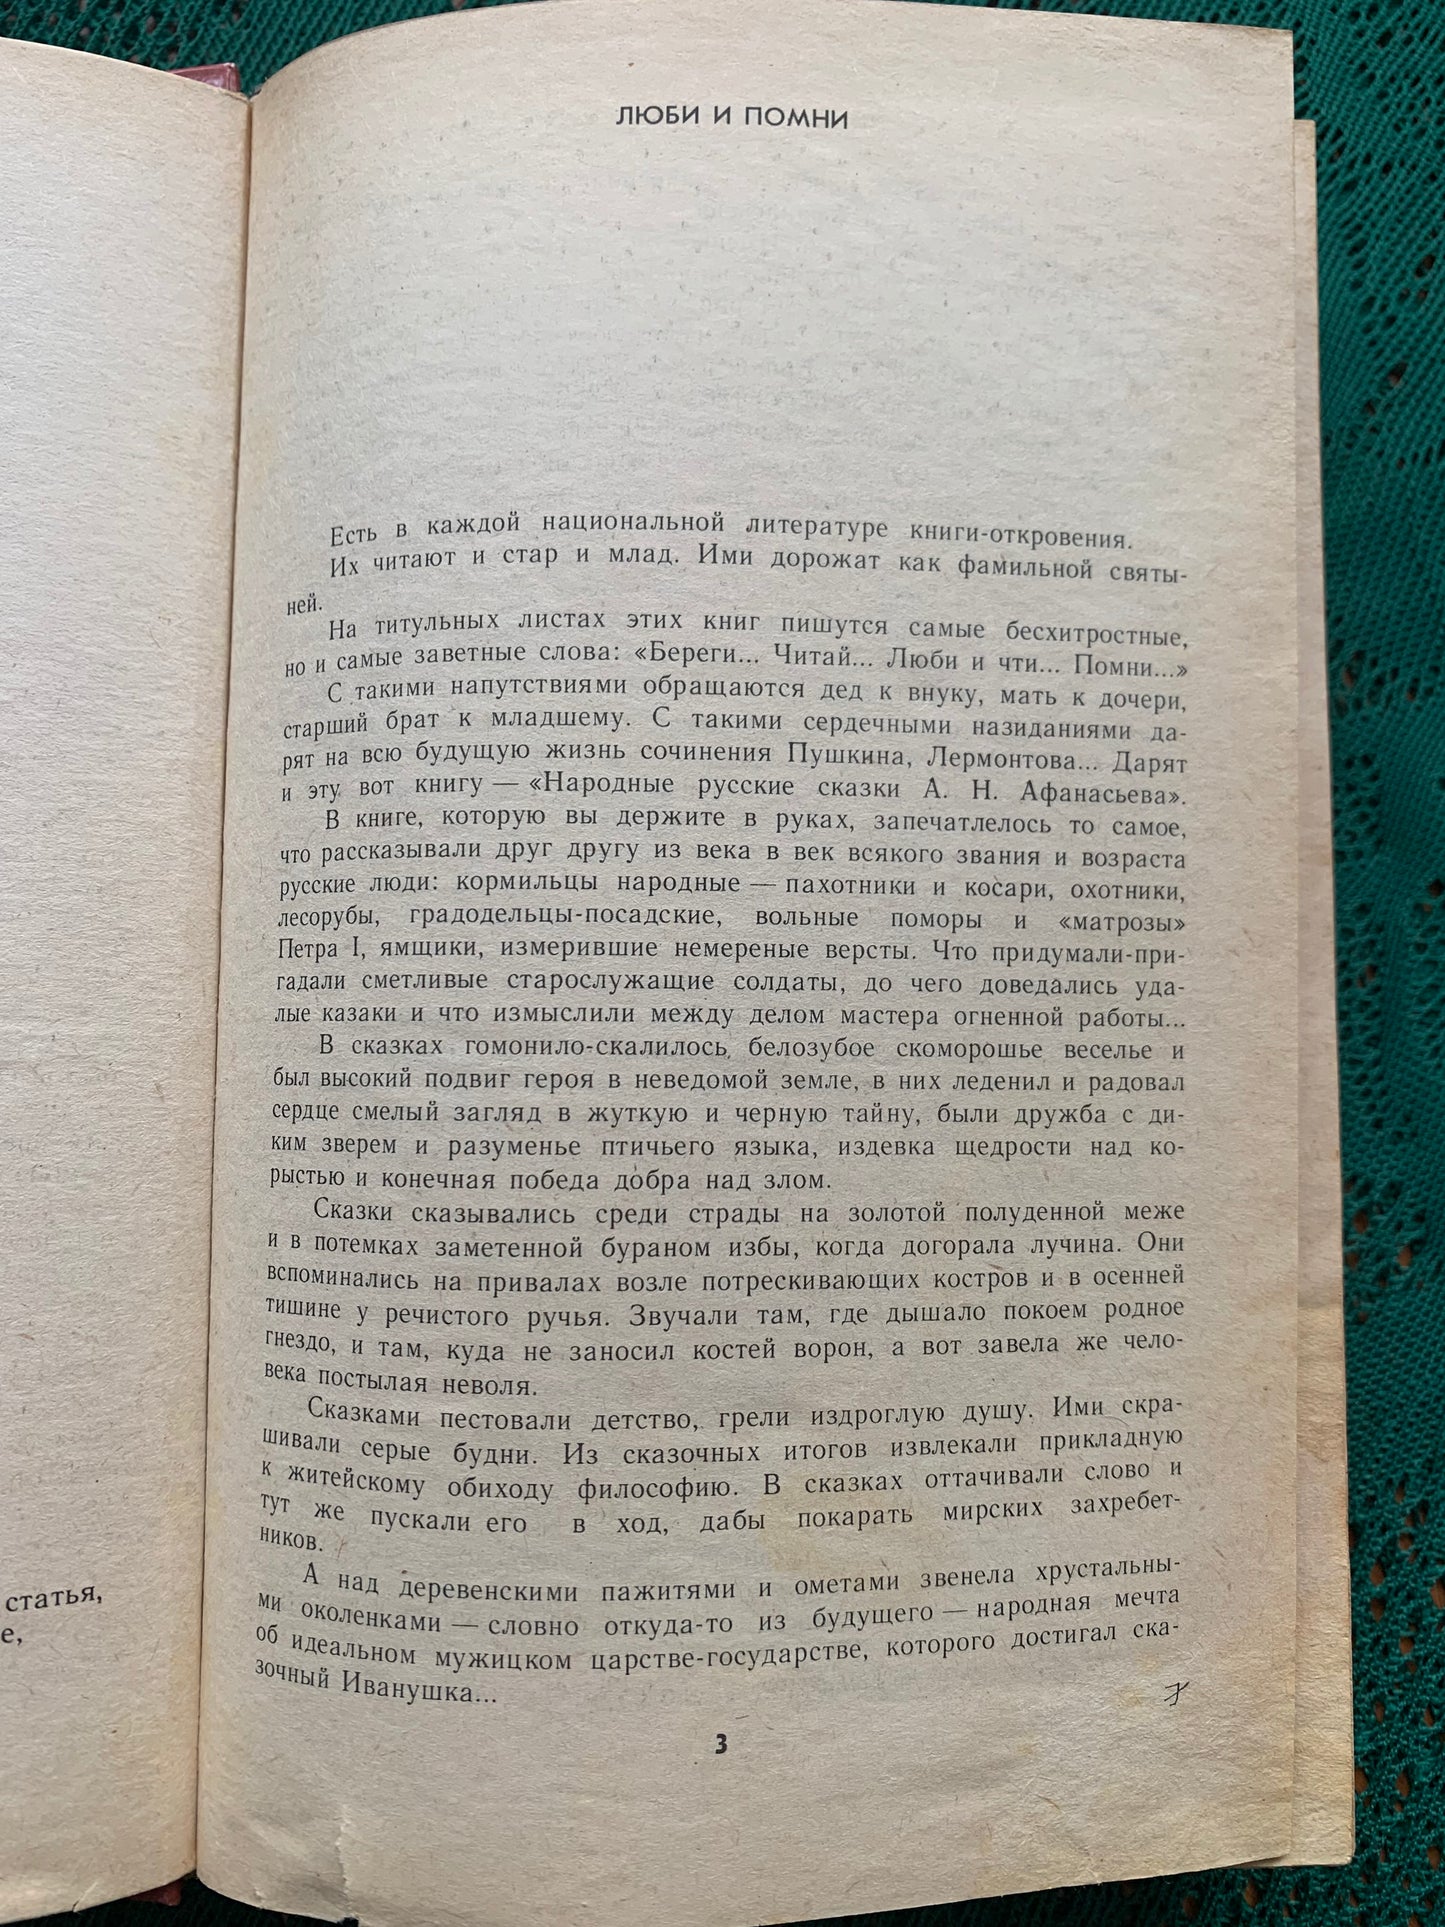 ЛЮБИ И ПОМНИ
Есть в каждой национальной литературе книги-откровения.
Их читают и стар и млад. Ими дорожат как фамильной святы-
ней.
На титульных листах этих книг пишутся самые бесхитростные,
но и самые заветные слова: «Береги... Читай... Люби и чти... Помни...»
С такими напутствиями обращаются дед к внуку, мать к дочери,
старший брат к младшему. С такими сердечными назиданиями да-
рят на всю будущую жизнь сочинения Пушкина, Лермонтова... Дарят
и эту вот книгу — «Народные русские сказки А. Н. Афанасьева».
В книге, которую вы держите в руках, запечатлелось то самое,
что рассказывали друг другу из века в век всякого звания и возраста
русские люди: кормильцы народные — пахотники и косари, охотники,
лесорубы, градодельцы-посадские, вольные поморы и «матрозы»
Петра I, ямщики, измерившие немереные версты. Что придумали-при-
гадали сметливые старослужащие солдаты, до чего доведались уда-
лые казаки и что измыслили между делом мастера огненной работы...
В сказках гомонило-скалилось белозубое скоморошье веселье и
был высокий подвиг героя в неведомой земле, в них леденил и радовал
сердце смелый загляд в жуткую и черную тайну, были дружба с ди-
ким зверем и разуменье птичьего языка, издевка щедрости над ко-
рыстью и конечная победа добра над злом.
Сказки сказывались среди страды на золотой полуденной меже
и в потемках заметенной бураном избы, когда догорала лучина. Они
вспоминались на привалах возле потрескивающих костров и в осенней
тишине у речистого ручья. Звучали там, где дышало покоем родное
гнездо, и там, куда не заносил костей ворон, а вот завела же чело-
века постылая неволя.
Сказками пестовали детство, грели издроглую душу. Ими скра-
шивали серые будни. Из сказочных итогов извлекали прикладную
к житейскому обиходу философию. В сказках оттачивали слово и
тут же пускали его в ход, дабы покарать мирских захребет-
ников.
А над деревенскими пажитями и ометами звенела хрустальны-
ми околенками — словно откуда-то из будущего — народная мечта
об идеальном мужицком царстве-государстве, которого достигал ска-
зочный Иванушка...
3
статья,
е,